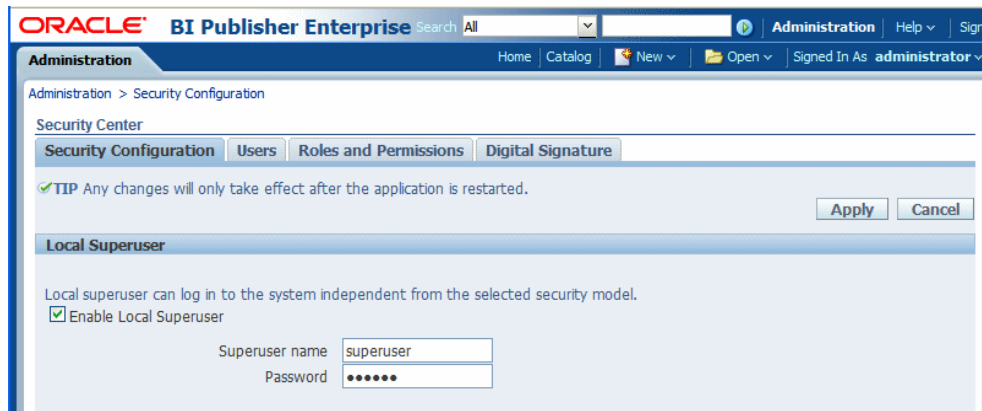 ORACLE BI Publisher Enterprise Search All Administration Help
Administration Home Catalog New Open Signed In As administrator
Administration > Security Configuration
Security Center
Security Configuration Users Roles and Permissions Digital Signature
TIP Any changes will only take effect after the application is restarted.
Apply Cancel
Local Superuser
Local superuser can log in to the system independent from the selected security model.
Enable Local Superuser
Superuser name superuser
Password ••••••